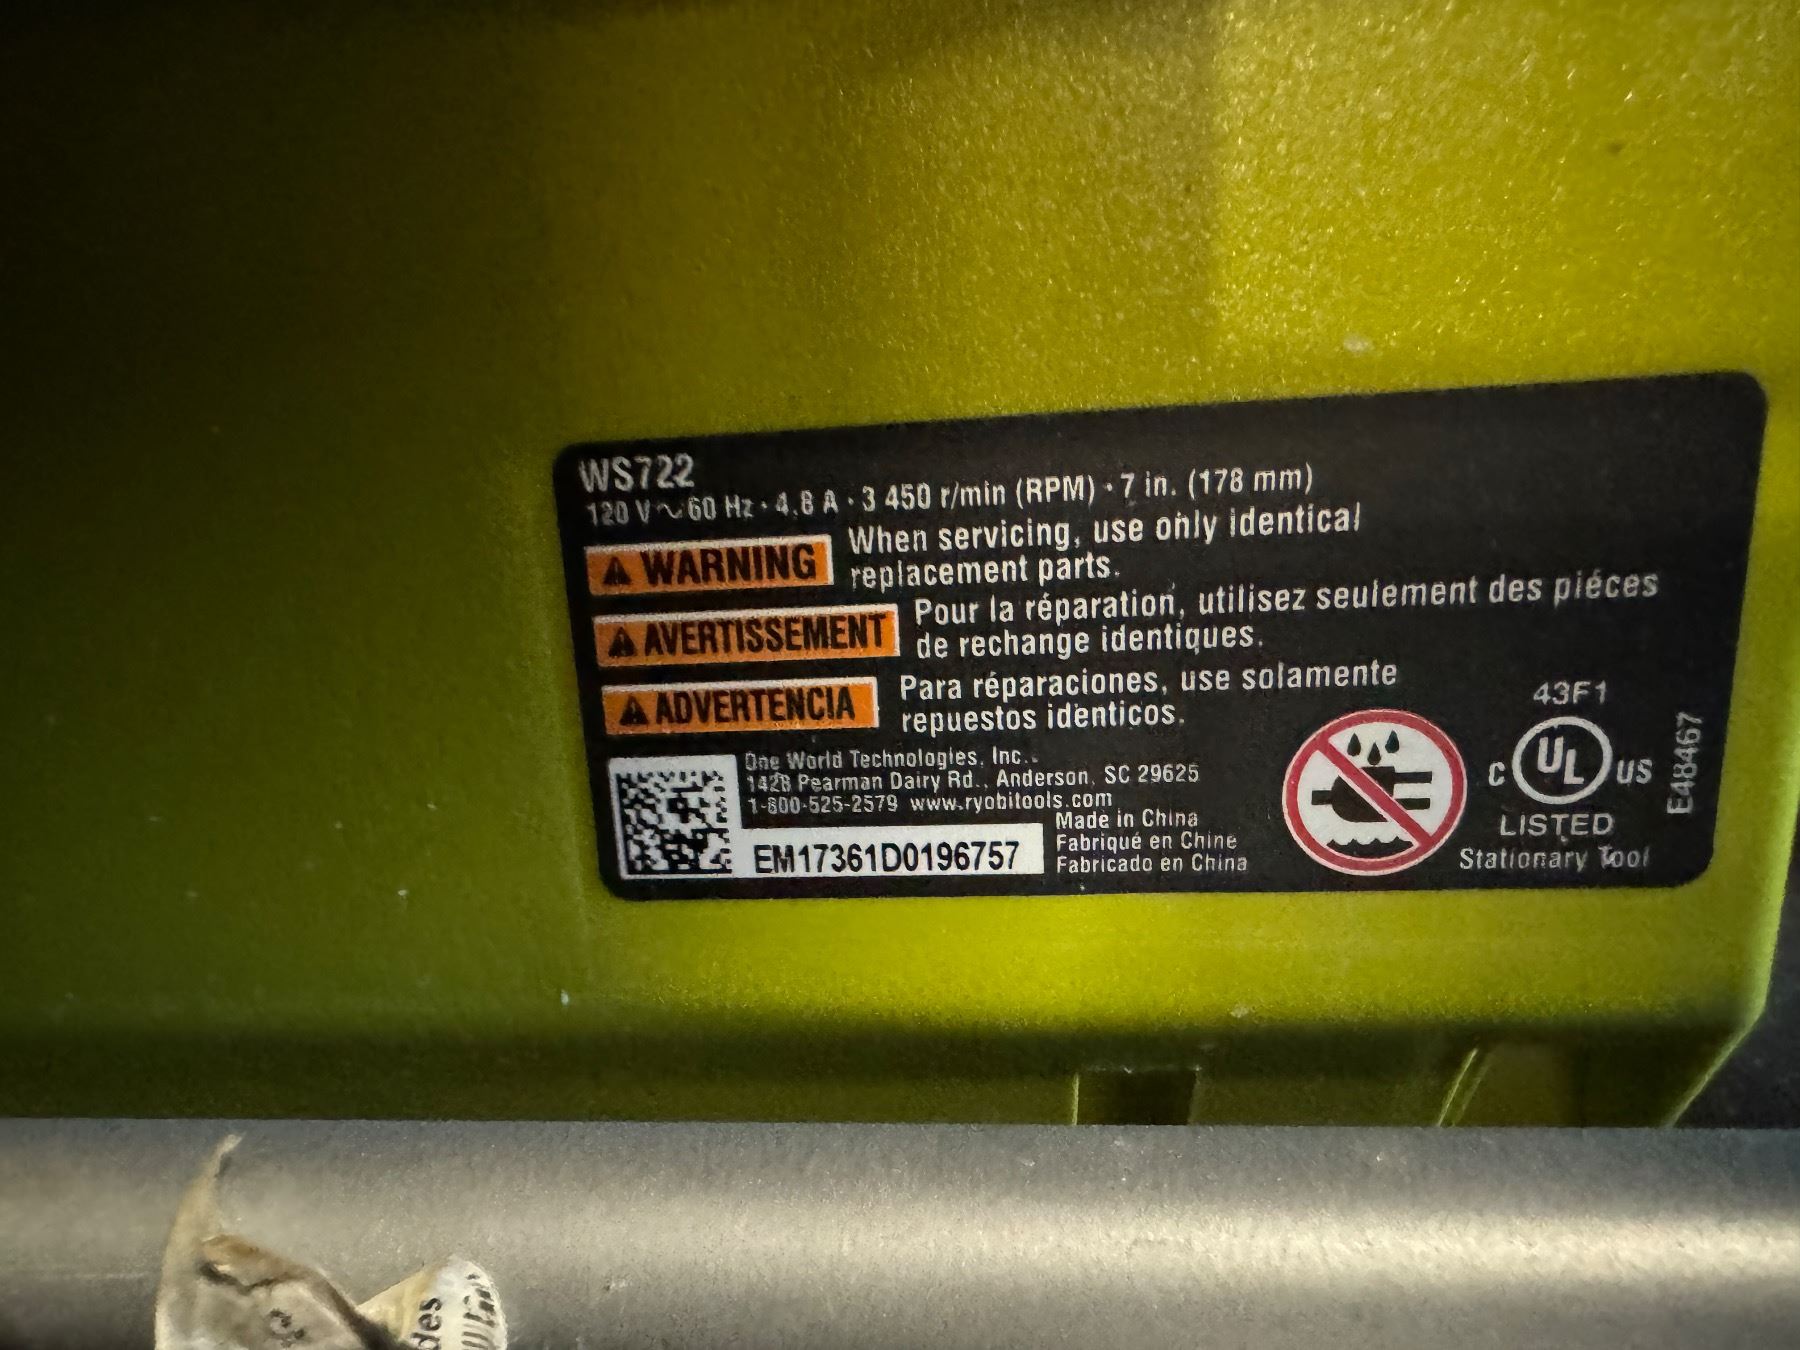 WS722
120 V ~ 60 Hz • 4.8 A • 3 450 r/min (RPM) • 7 in. (178 mm)
⚠ WARNING When servicing, use only identical
replacement parts.
⚠ AVERTISSEMENT Pour la réparation, utilisez seulement des piéces
de rechange identiques.
⚠ ADVERTENCIA Para réparaciones, use solamente
repuestos identicos.
One World Technologies, Inc..
1428 Pearman Dairy Rd., Anderson, SC 29625
1-800-525-2579 www.ryobitools.com
EM17361D0196757
Made in China
Fabriqué en Chine
Fabricado en China
43F1
C UL US
LISTED
Stationary Tool
E48467
des